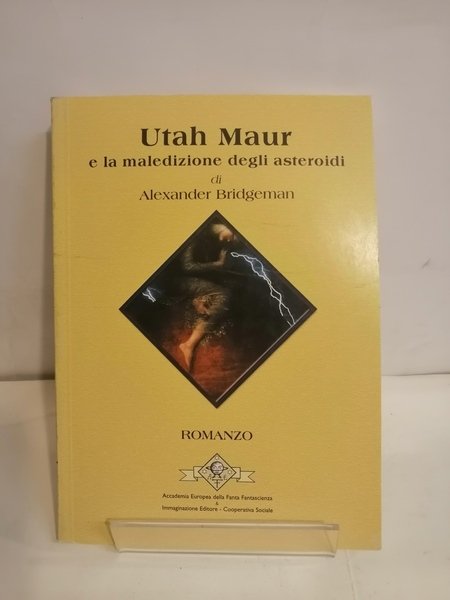 Utah Maur
e la maledizione degli asteroidi
di
Alexander Bridgeman
ROMANZO
Accademia Europea della Fanta Fantascienza
&
Immaginazione Editore - Cooperativa Sociale